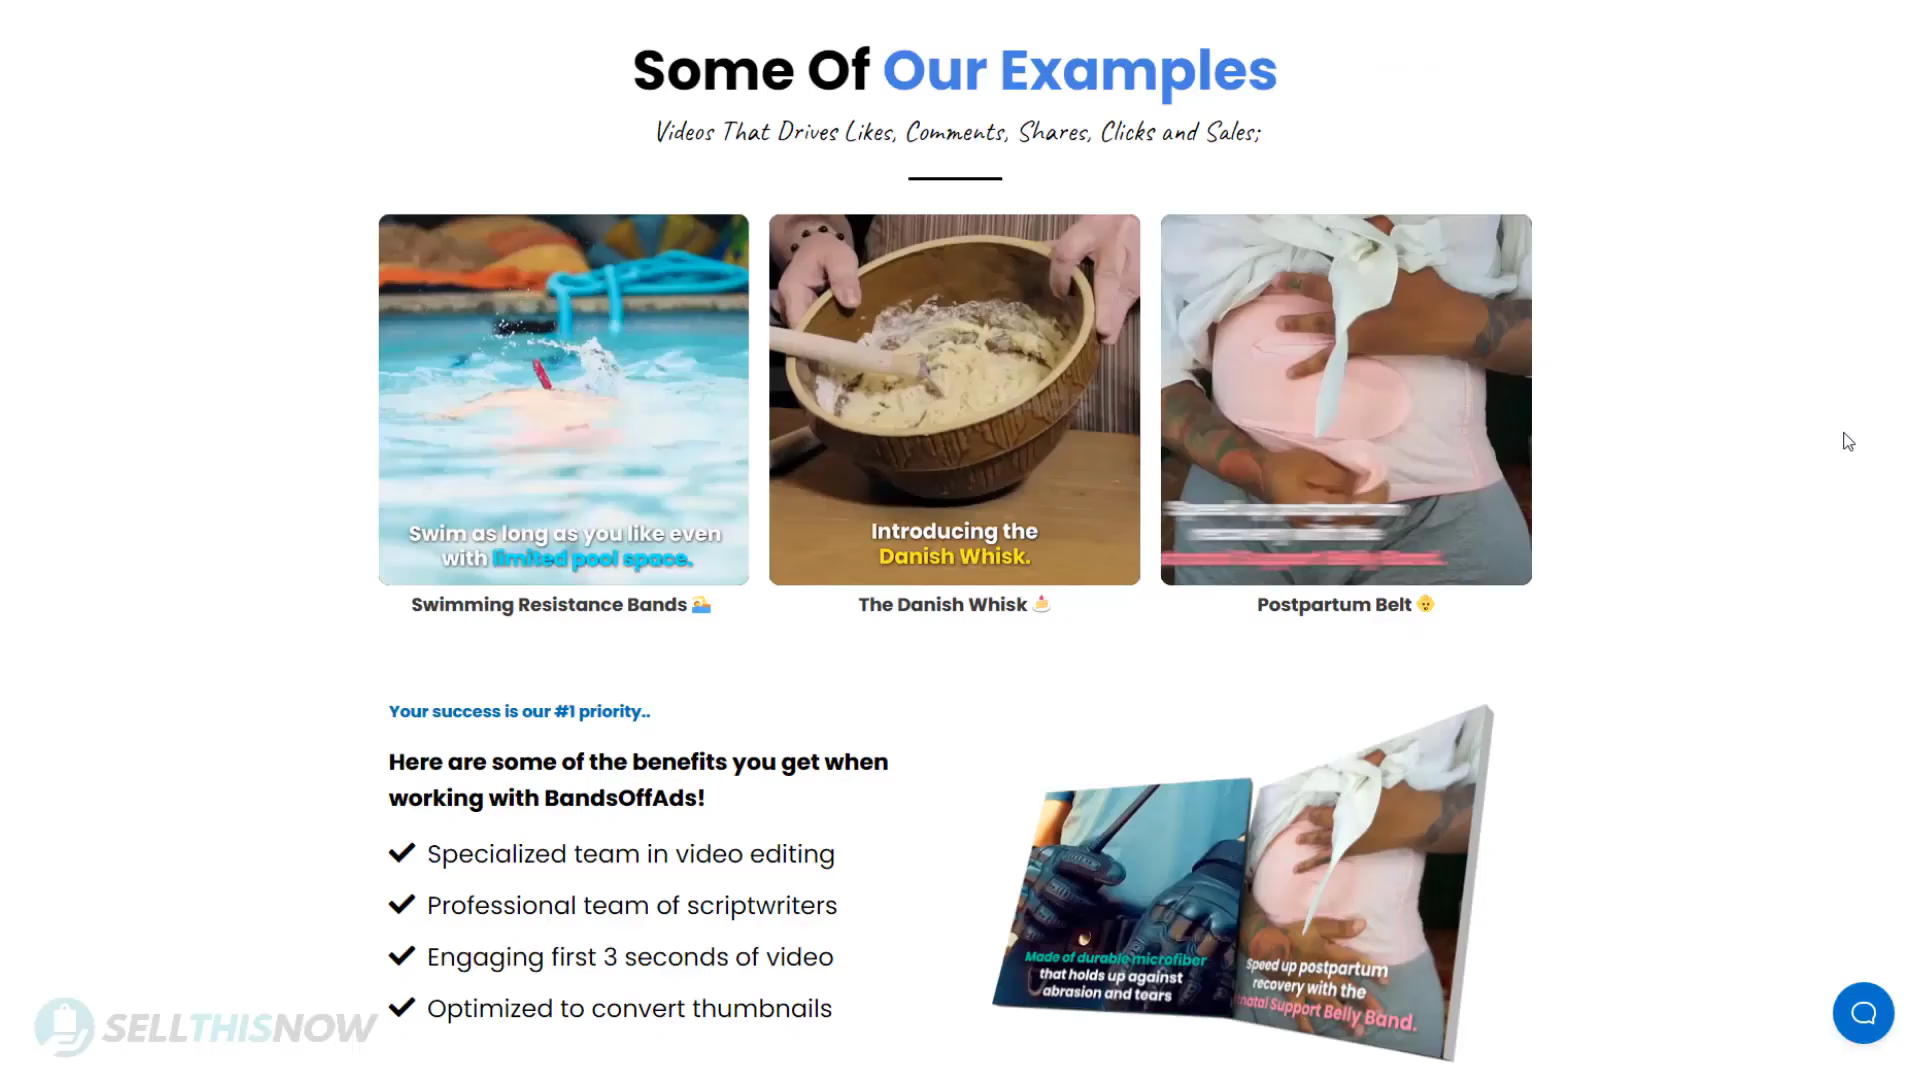 Some Of Our Examples
Videos That Drives Likes, Comments, Shares, Clicks and Sales;
Swim as long as you like even
with limited pool space.
Introducing the
Danish Whisk.
Swimming Resistance Bands
The Danish Whisk
Postpartum Belt
Your success is our #1 priority..
Here are some of the benefits you get when
working with BandsOffAds!
Specialized team in video editing
Professional team of scriptwriters
Engaging first 3 seconds of video
Optimized to convert thumbnails
Made of durable microfiber
that holds up against
abrasion and tears
Speed up postpartum
recovery with the
Support Belly Band.
SELLTHISNOW